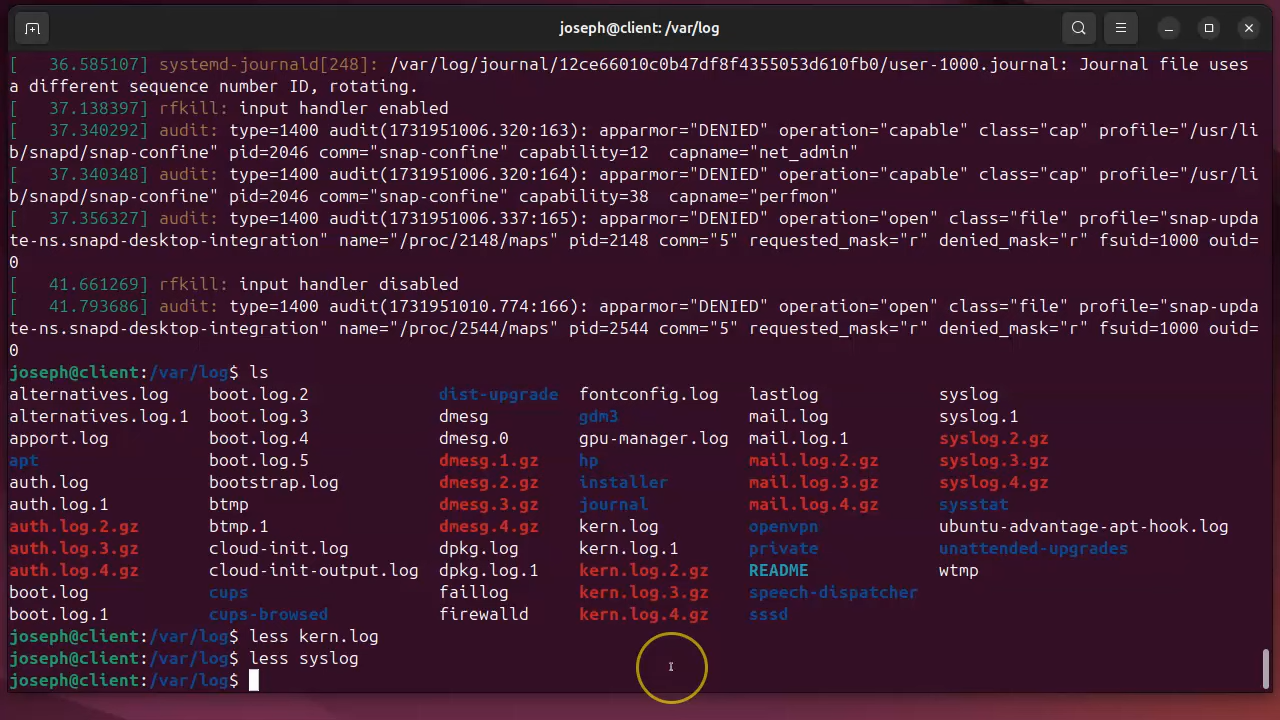 joseph@client: /var/log
[   36.585107] systemd-journald[248]: /var/log/journal/12ce66010c0b47df8f4355053d610fb0/user-1000.journal: Journal file uses
a different sequence number ID, rotating.
[   37.138397] rfkill: input handler enabled
[   37.340292] audit: type=1400 audit(1731951006.320:163): apparmor="DENIED" operation="capable" class="cap" profile="/usr/li
b/snapd/snap-confine" pid=2046 comm="snap-confine" capability=12  capname="net_admin"
[   37.340348] audit: type=1400 audit(1731951006.320:164): apparmor="DENIED" operation="capable" class="cap" profile="/usr/li
b/snapd/snap-confine" pid=2046 comm="snap-confine" capability=38  capname="perfmon"
[   37.356327] audit: type=1400 audit(1731951006.337:165): apparmor="DENIED" operation="open" class="file" profile="snap-upda
te-ns.snapd-desktop-integration" name="/proc/2148/maps" pid=2148 comm="5" requested_mask="r" denied_mask="r" fsuid=1000 ouid=
0
[   41.661269] rfkill: input handler disabled
[   41.793686] audit: type=1400 audit(1731951010.774:166): apparmor="DENIED" operation="open" class="file" profile="snap-upda
te-ns.snapd-desktop-integration" name="/proc/2544/maps" pid=2544 comm="5" requested_mask="r" denied_mask="r" fsuid=1000 ouid=
0
joseph@client:/var/log$ ls
alternatives.log    boot.log.2             dist-upgrade   fontconfig.log   lastlog            syslog
alternatives.log.1  boot.log.3             dmesg          gdm3             mail.log           syslog.1
apport.log          boot.log.4             dmesg.0        gpu-manager.log  mail.log.1         syslog.2.gz
apt                 boot.log.5             dmesg.1.gz     hp               mail.log.2.gz      syslog.3.gz
auth.log            bootstrap.log          dmesg.2.gz     installer        mail.log.3.gz      syslog.4.gz
auth.log.1          btmp                   dmesg.3.gz     journal          mail.log.4.gz      sysstat
auth.log.2.gz       btmp.1                 dmesg.4.gz     kern.log         openvpn            ubuntu-advantage-apt-hook.log
auth.log.3.gz       cloud-init.log         dpkg.log       kern.log.1       private            unattended-upgrades
auth.log.4.gz       cloud-init-output.log  dpkg.log.1     kern.log.2.gz    README             wtmp
boot.log            cups                   faillog        kern.log.3.gz    speech-dispatcher
boot.log.1          cups-browsed           firewalld      kern.log.4.gz    sssd
joseph@client:/var/log$ less kern.log
joseph@client:/var/log$ less syslog
joseph@client:/var/log$